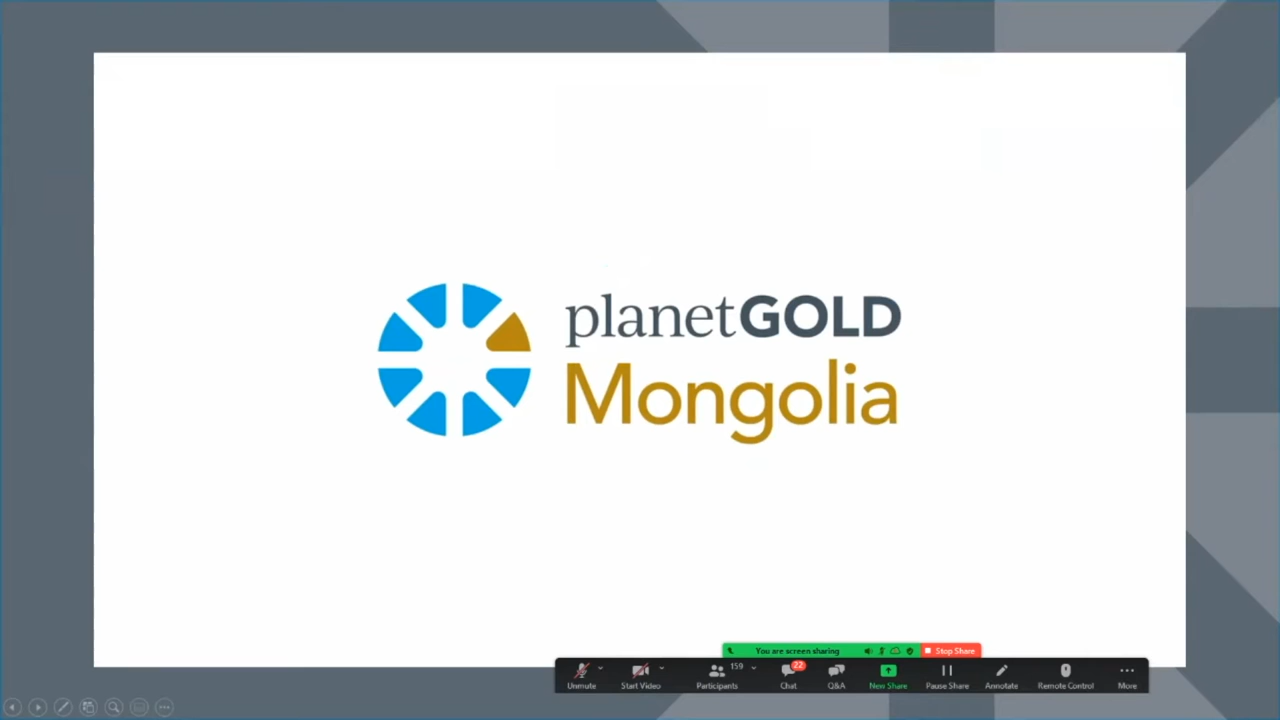 planetGOLD
Mongolia
You are screen sharing
Stop Share
159
22
Unmute
Start Video
Participants
Chat
Q&A
New Share
Pause Share
Annotate
Remote Control
More